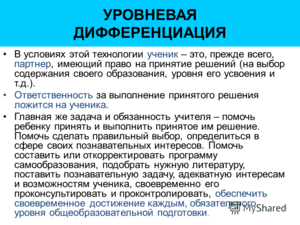 УРОВНЕВАЯ
ДИФФЕРЕНЦИАЦИЯ
• В условиях этой технологии ученик – это, прежде всего,
партнер, имеющий право на принятие решений (на выбор
содержания своего образования, уровня его усвоения и
т.д.).
• Ответственность за выполнение принятого решения
ложится на ученика.
• Главная же задача и обязанность учителя – помочь
ребенку принять и выполнить принятое им решение.
Помочь сделать правильный выбор, определиться в
сфере своих познавательных интересов. Помочь
составить или откорректировать программу
самообразования, подобрать нужную литературу,
поставить познавательную задачу, адекватную интересам
и возможностям ученика, своевременно его
проконсультировать и проконтролировать, обеспечить
своевременное достижение каждым, обязательного
уровня общеобразовательной подготовки.
MyShared